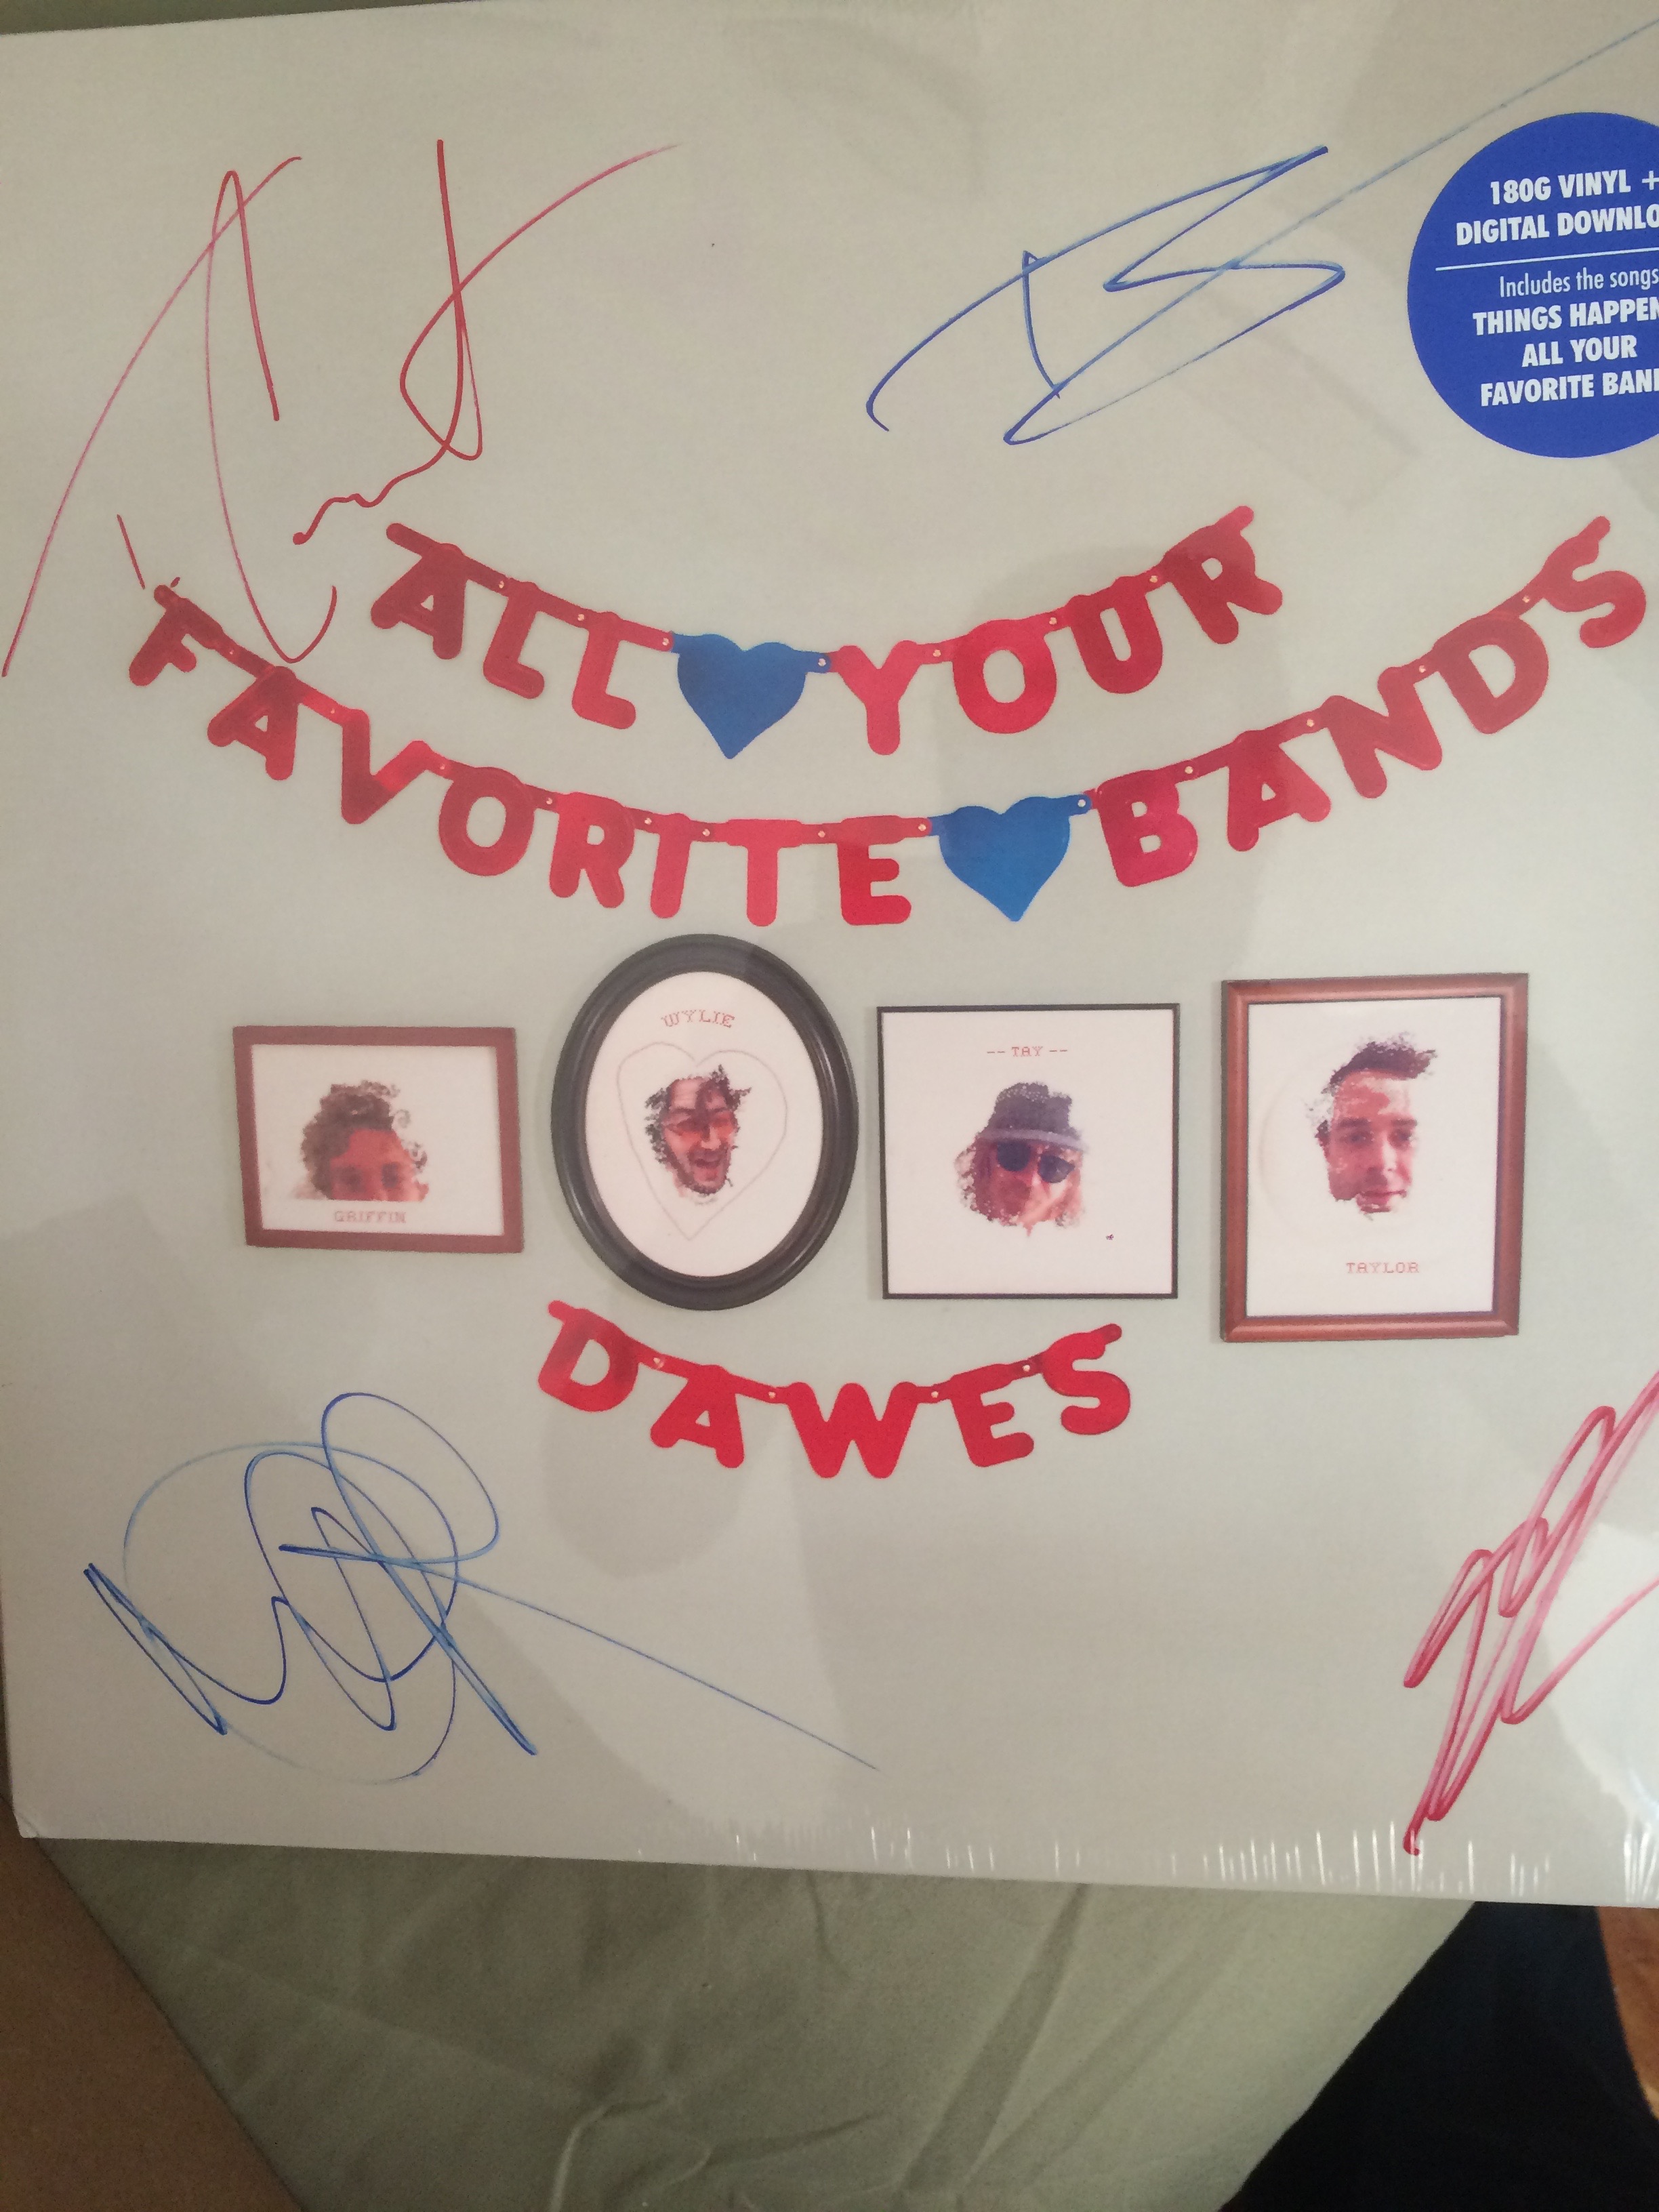 180G VINYL +
DIGITAL DOWNLO
Includes the songs
THINGS HAPPEN
ALL YOUR
FAVORITE BAN
ALL YOUR
FAVORITE BANDS
GRIFFIN
WYLIE
-- TAY --
TAYLOR
DAWES